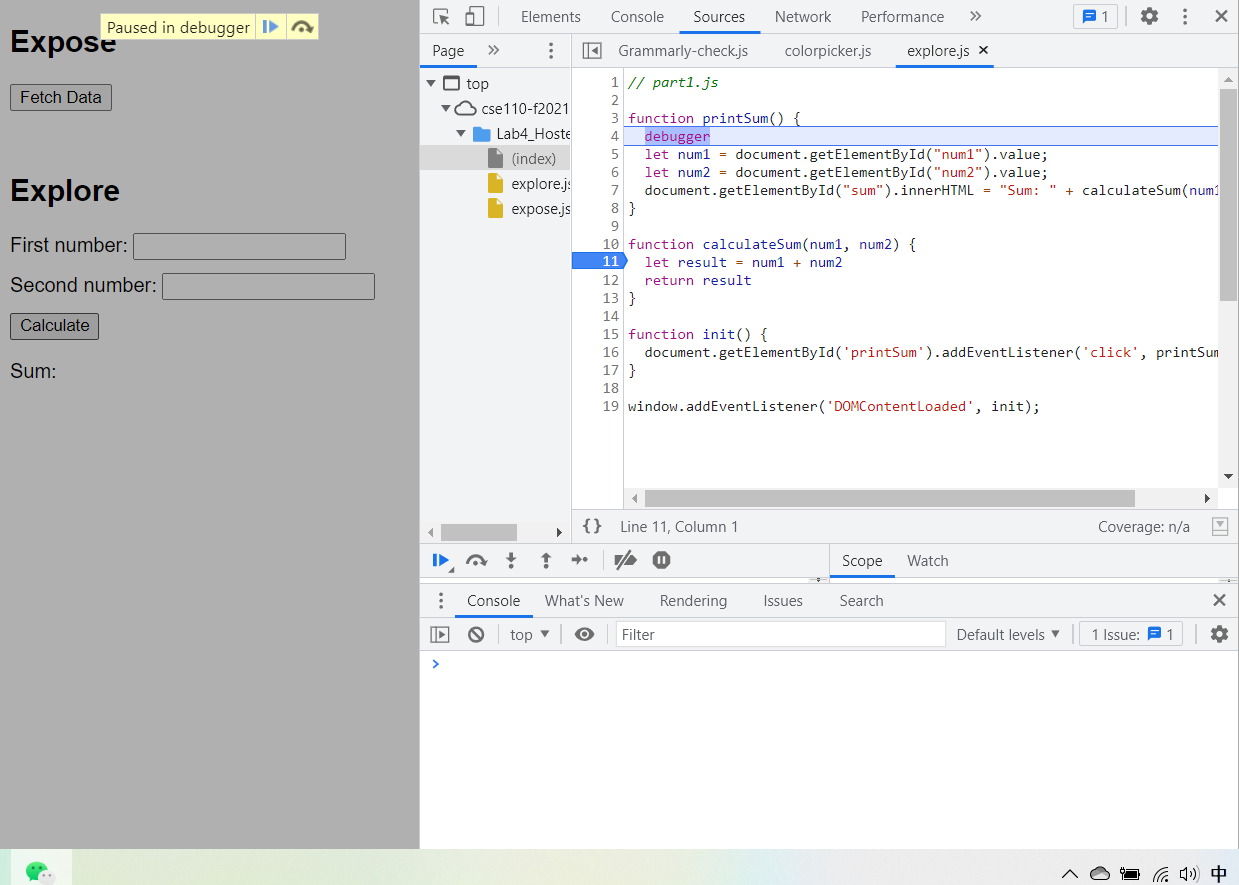 Paused in debugger
Expose
Fetch Data
Explore
First number:
Second number:
Calculate
Sum:
Elements Console Sources Network Performance » 1
Page »
Grammarly-check.js colorpicker.js explore.js ×
top
cse110-f2021
Lab4_Hoste
(index)
explore.js
expose.js
1 // part1.js
2
3 function printSum() {
4 debugger
5 let num1 = document.getElementById("num1").value;
6 let num2 = document.getElementById("num2").value;
7 document.getElementById("sum").innerHTML = "Sum: " + calculateSum(num1
8 }
9
10 function calculateSum(num1, num2) {
11 let result = num1 + num2
12 return result
13 }
14
15 function init() {
16 document.getElementById('printSum').addEventListener('click', printSum
17 }
18
19 window.addEventListener('DOMContentLoaded', init);
{} Line 11, Column 1 Coverage: n/a
Scope Watch
Console What's New Rendering Issues Search
top Filter Default levels 1 Issue: 1
中